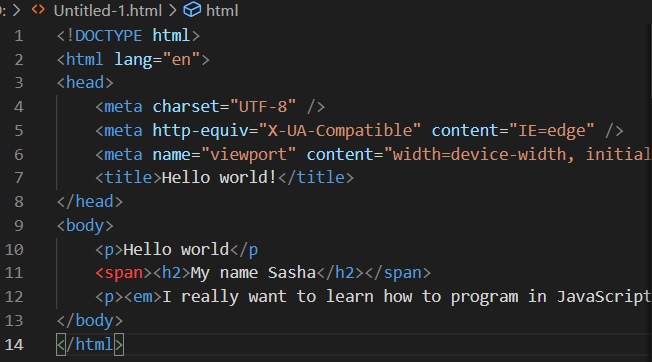 : > <> Untitled-1.html > html
1 <!DOCTYPE html>
2 <html lang="en">
3 <head>
4 <meta charset="UTF-8" />
5 <meta http-equiv="X-UA-Compatible" content="IE=edge" />
6 <meta name="viewport" content="width=device-width, initial
7 <title>Hello world!</title>
8 </head>
9 <body>
10 <p>Hello world</p
11 <span><h2>My name Sasha</h2></span>
12 <p><em>I really want to learn how to program in JavaScript
13 </body>
14 </html>